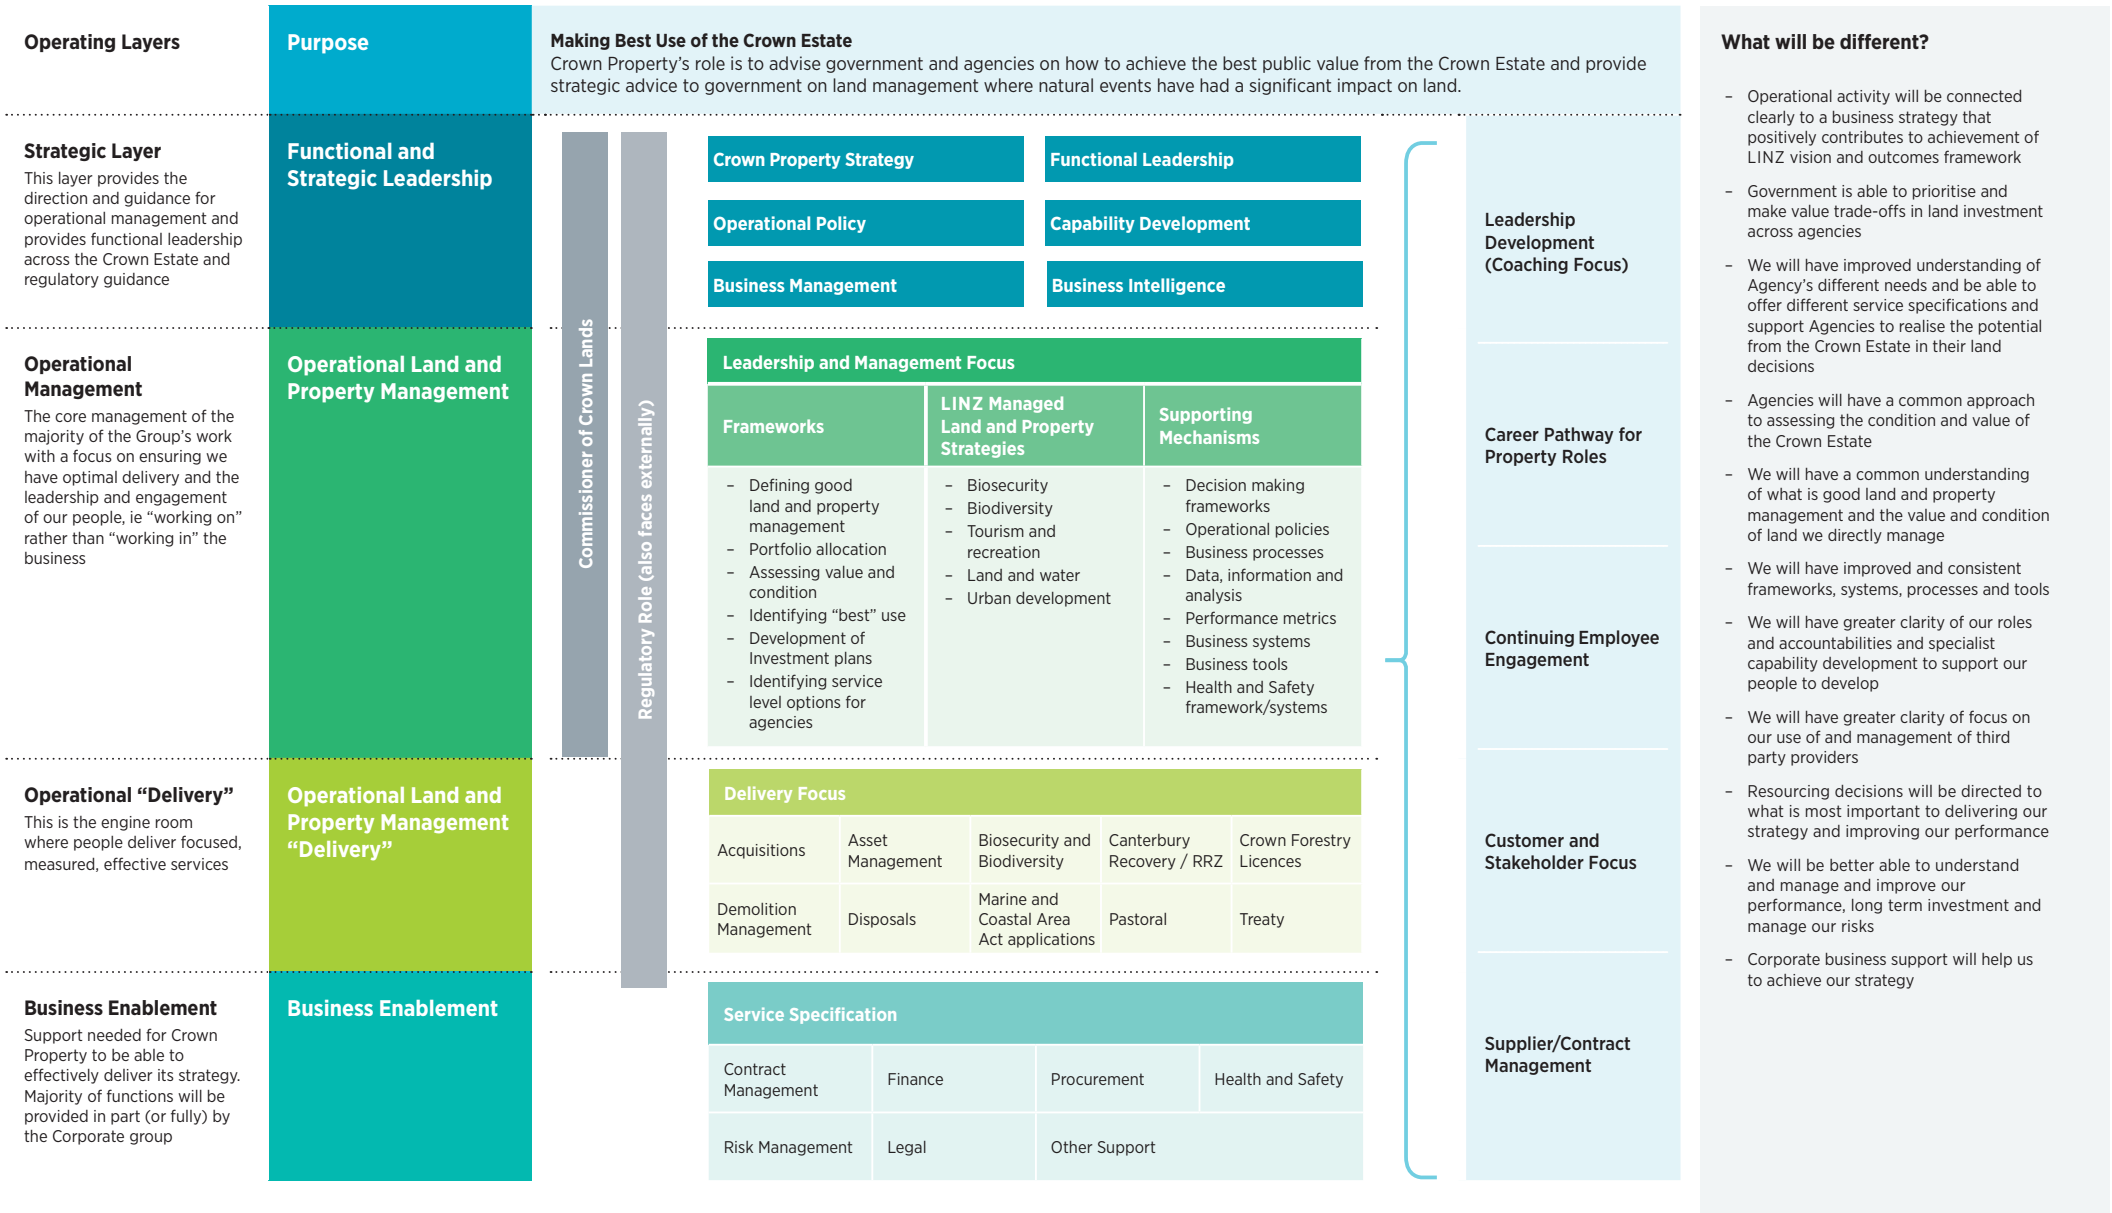 Operating Layers
Purpose
Making Best Use of the Crown Estate
Crown Property’s role is to advise government and agencies on how to achieve the best public value from the Crown Estate and provide
strategic advice to government on land management where natural events have had a significant impact on land.
Strategic Layer
This layer provides the
direction and guidance for
operational management and
provides functional leadership
across the Crown Estate and
regulatory guidance
Functional and
Strategic Leadership
Commissioner of Crown Lands
Regulatory Role (also faces externally)
Crown Property Strategy
Functional Leadership
Operational Policy
Capability Development
Business Management
Business Intelligence
Operational
Management
The core management of the
majority of the Group’s work
with a focus on ensuring we
have optimal delivery and the
leadership and engagement
of our people, ie “working on”
rather than “working in” the
business
Operational Land and
Property Management
Leadership and Management Focus
Frameworks
– Defining good
land and property
management
– Portfolio allocation
– Assessing value and
condition
– Identifying “best” use
– Development of
Investment plans
– Identifying service
level options for
agencies
LINZ Managed
Land and Property
Strategies
– Biosecurity
– Biodiversity
– Tourism and
recreation
– Land and water
– Urban development
Supporting
Mechanisms
– Decision making
frameworks
– Operational policies
– Business processes
– Data, information and
analysis
– Performance metrics
– Business systems
– Business tools
– Health and Safety
framework/systems
Operational “Delivery”
This is the engine room
where people deliver focused,
measured, effective services
Operational Land and
Property Management
“Delivery”
Delivery Focus
Acquisitions
Asset
Management
Biosecurity and
Biodiversity
Canterbury
Recovery / RRZ
Crown Forestry
Licences
Demolition
Management
Disposals
Marine and
Coastal Area
Act applications
Pastoral
Treaty
Business Enablement
Support needed for Crown
Property to be able to
effectively deliver its strategy.
Majority of functions will be
provided in part (or fully) by
the Corporate group
Business Enablement
Service Specification
Contract
Management
Finance
Procurement
Health and Safety
Risk Management
Legal
Other Support
Leadership
Development
(Coaching Focus)
Career Pathway for
Property Roles
Continuing Employee
Engagement
Customer and
Stakeholder Focus
Supplier/Contract
Management
What will be different?
– Operational activity will be connected
clearly to a business strategy that
positively contributes to achievement of
LINZ vision and outcomes framework
– Government is able to prioritise and
make value trade-offs in land investment
across agencies
– We will have improved understanding of
Agency’s different needs and be able to
offer different service specifications and
support Agencies to realise the potential
from the Crown Estate in their land
decisions
– Agencies will have a common approach
to assessing the condition and value of
the Crown Estate
– We will have a common understanding
of what is good land and property
management and the value and condition
of land we directly manage
– We will have improved and consistent
frameworks, systems, processes and tools
– We will have greater clarity of our roles
and accountabilities and specialist
capability development to support our
people to develop
– We will have greater clarity of focus on
our use of and management of third
party providers
– Resourcing decisions will be directed to
what is most important to delivering our
strategy and improving our performance
– We will be better able to understand
and manage and improve our
performance, long term investment and
manage our risks
– Corporate business support will help us
to achieve our strategy